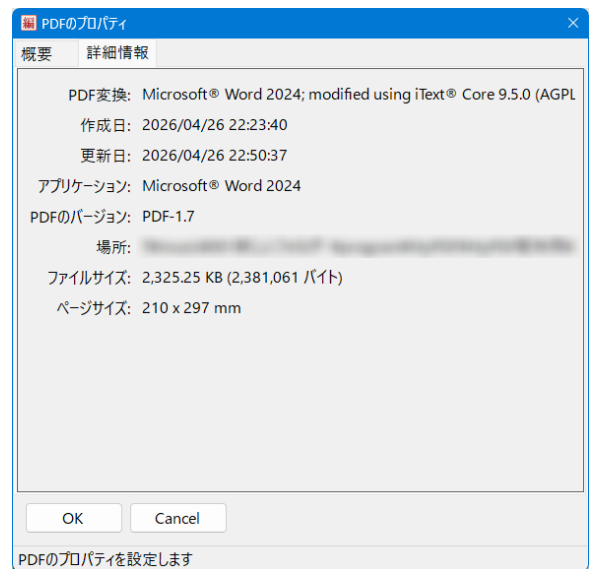 編 PDFのプロパティ
概要 詳細情報
PDF変換: Microsoft® Word 2024; modified using iText® Core 9.5.0 (AGPL
作成日: 2026/04/26 22:23:40
更新日: 2026/04/26 22:50:37
アプリケーション: Microsoft® Word 2024
PDFのバージョン: PDF-1.7
場所:
ファイルサイズ: 2,325.25 KB (2,381,061 バイト)
ページサイズ: 210 x 297 mm
OK Cancel
PDFのプロパティを設定します